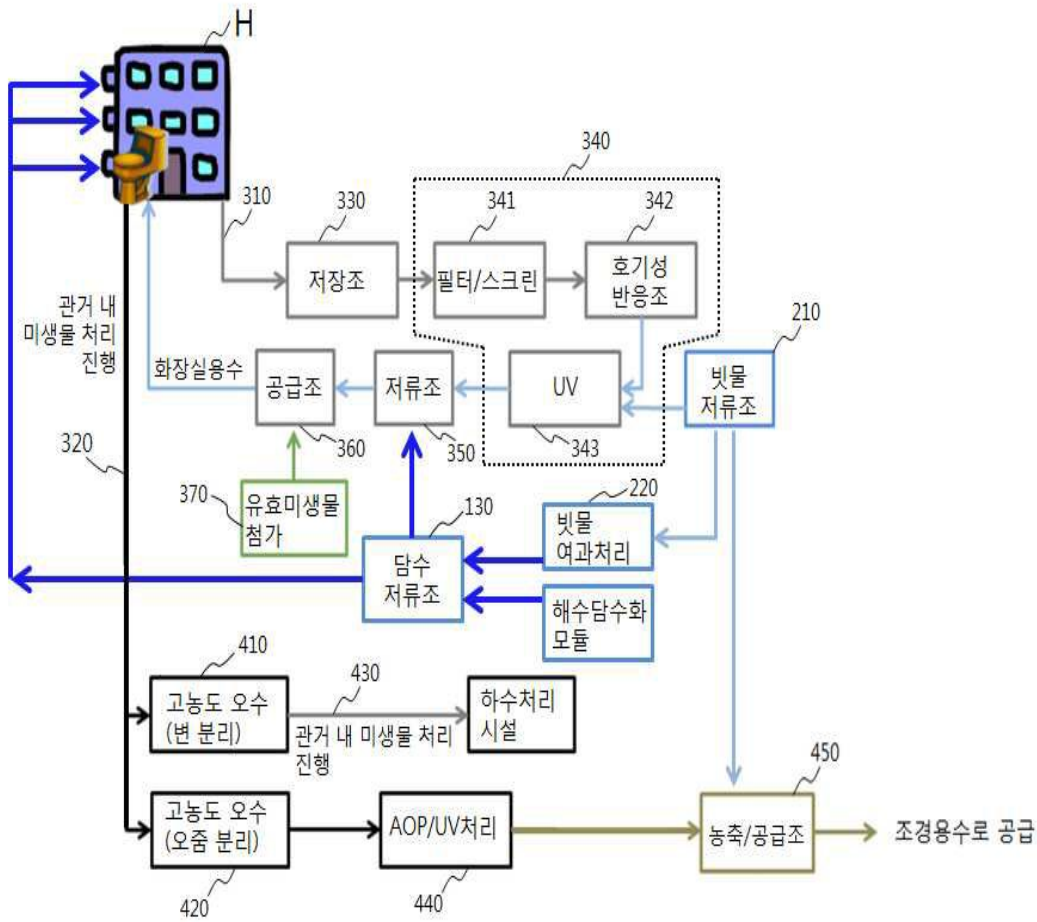 H
340
310
330
341
342
저장조
필터/스크린
호기성
반응조
관거 내
미생물 처리
진행
210
화장실용수
공급조
저류조
UV
빗물
저류조
360
350
343
320
370
유효미생물
첨가
130
220
빗물
여과처리
담수
저류조
해수담수화
모듈
410
430
고농도 오수
(변 분리)
하수처리
시설
관거 내 미생물 처리
진행
450
고농도 오수
(오줌 분리)
AOP/UV처리
농축/공급조
조경용수로 공급
420
440